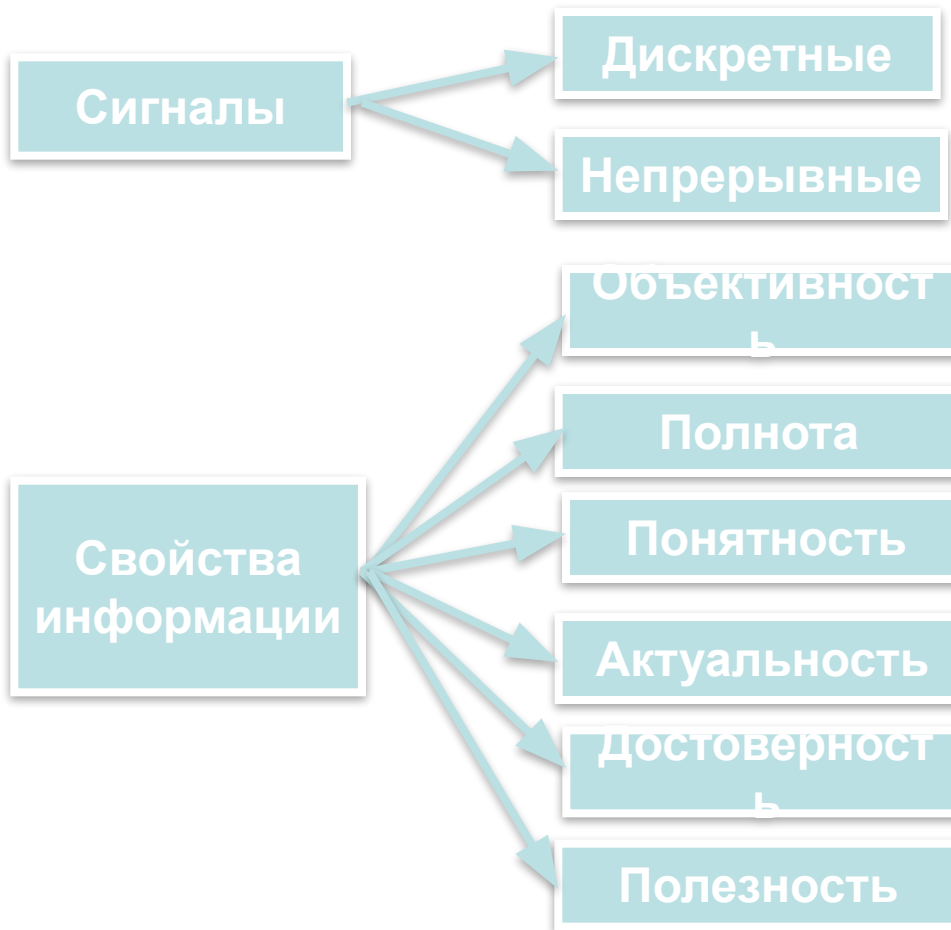 Сигналы
Дискретные
Непрерывные
Свойства
информации
Объективност
ь
Полнота
Понятность
Актуальность
Достоверност
ь
Полезность